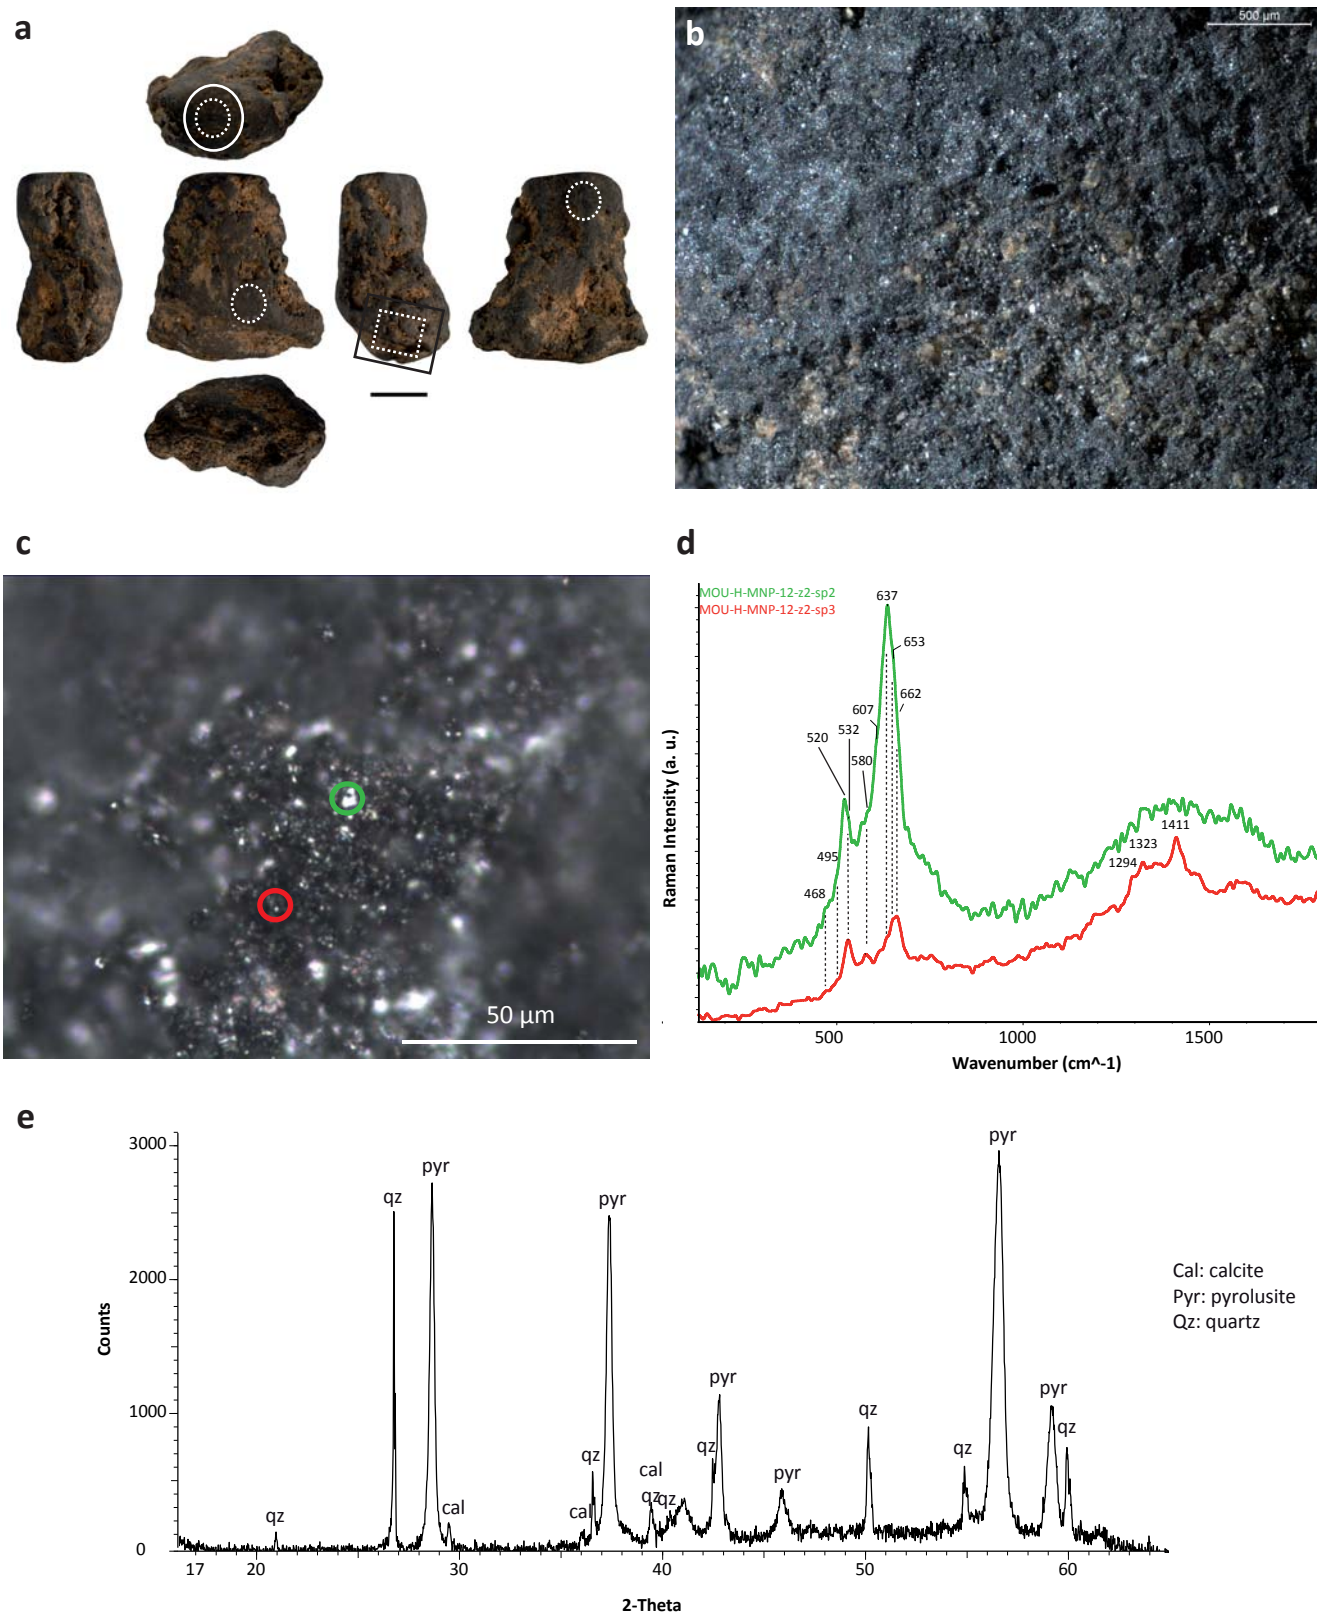 a
b
500 µm
c
50 µm
d
MOU-H-MNP-12-z2-sp2
MOU-H-MNP-12-z2-sp3
637
653
662
607
532
520
580
495
468
1411
1323
1294
Raman Intensity (a. u.)
500 1000 1500
Wavenumber (cm^-1)
e
3000
2000
1000
0
Counts
qz
qz
pyr
cal
cal
qz
pyr
cal
qz
qz
qz
pyr
pyr
qz
qz
pyr
pyr
qz
17 20 30 40 50 60
2-Theta
Cal: calcite
Pyr: pyrolusite
Qz: quartz